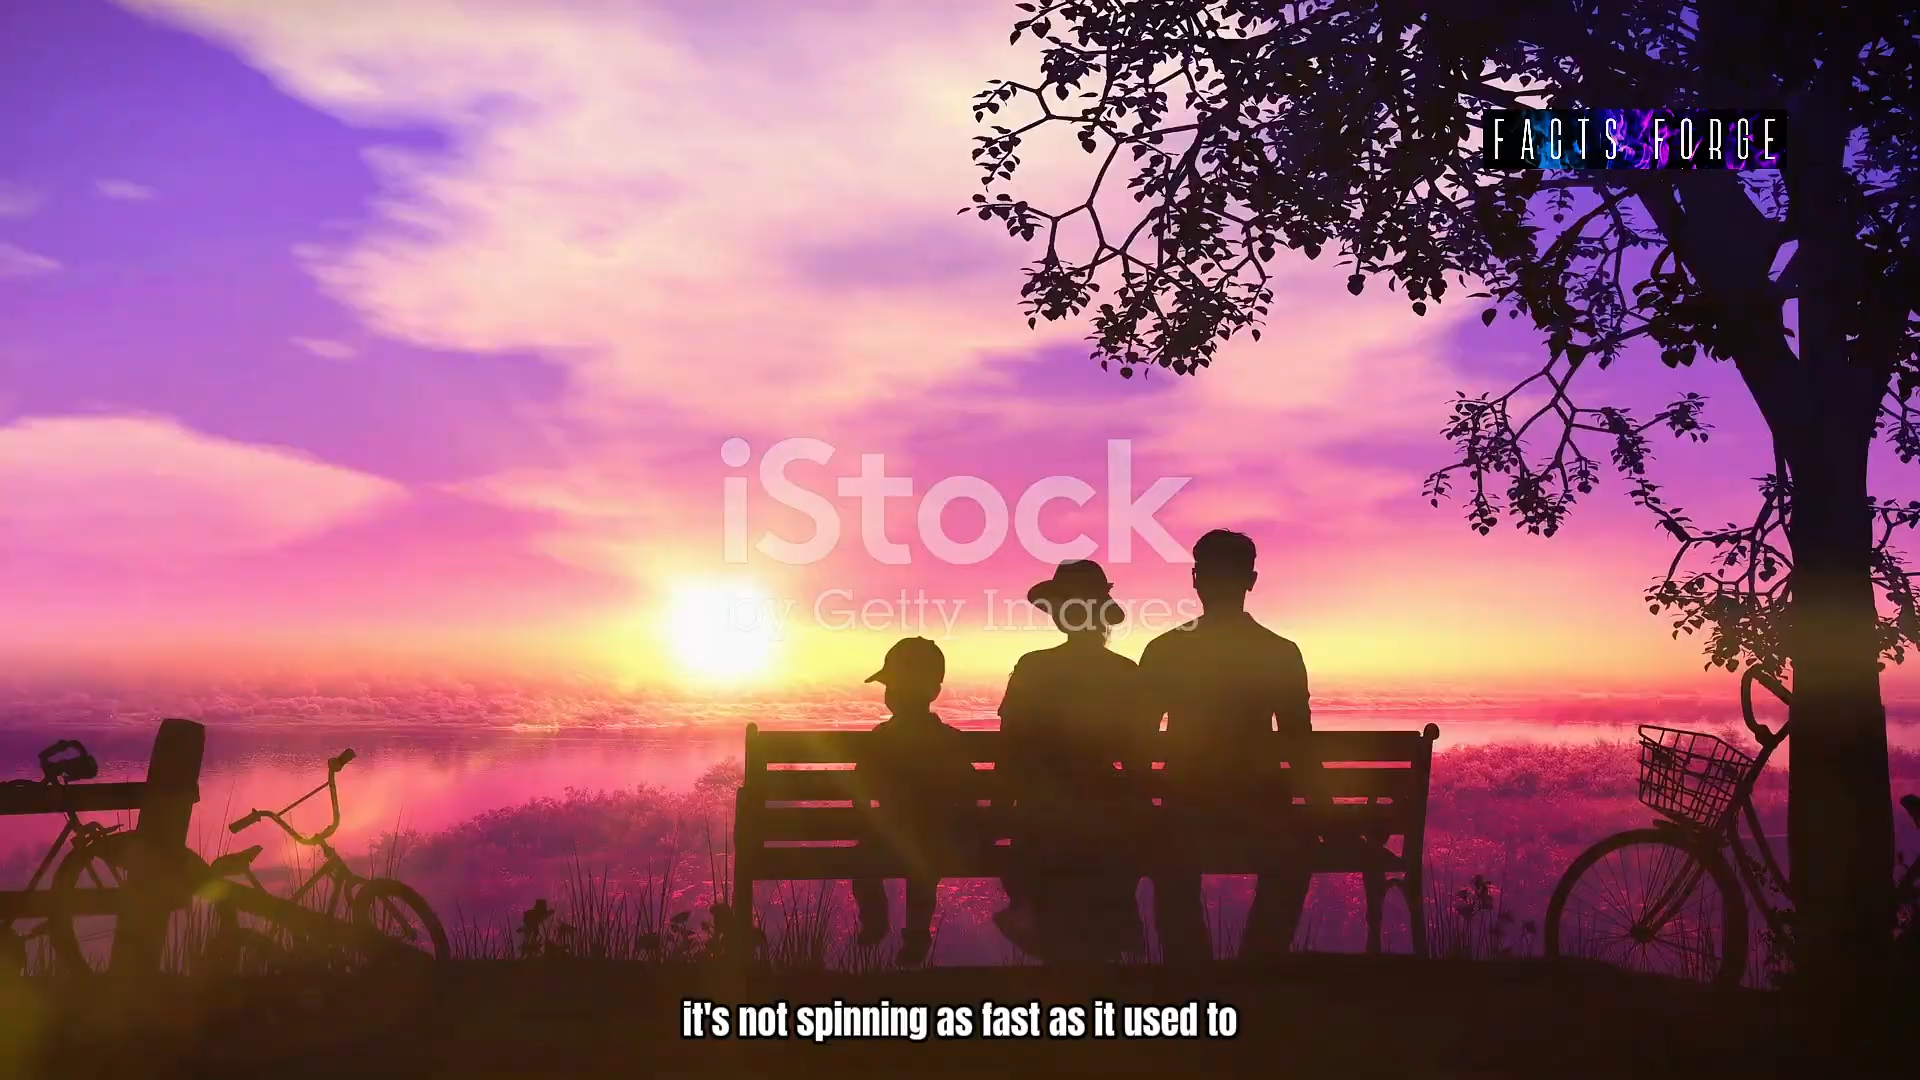 FACTS FORGE
iStock
by Getty Images
it's not spinning as fast as it used to